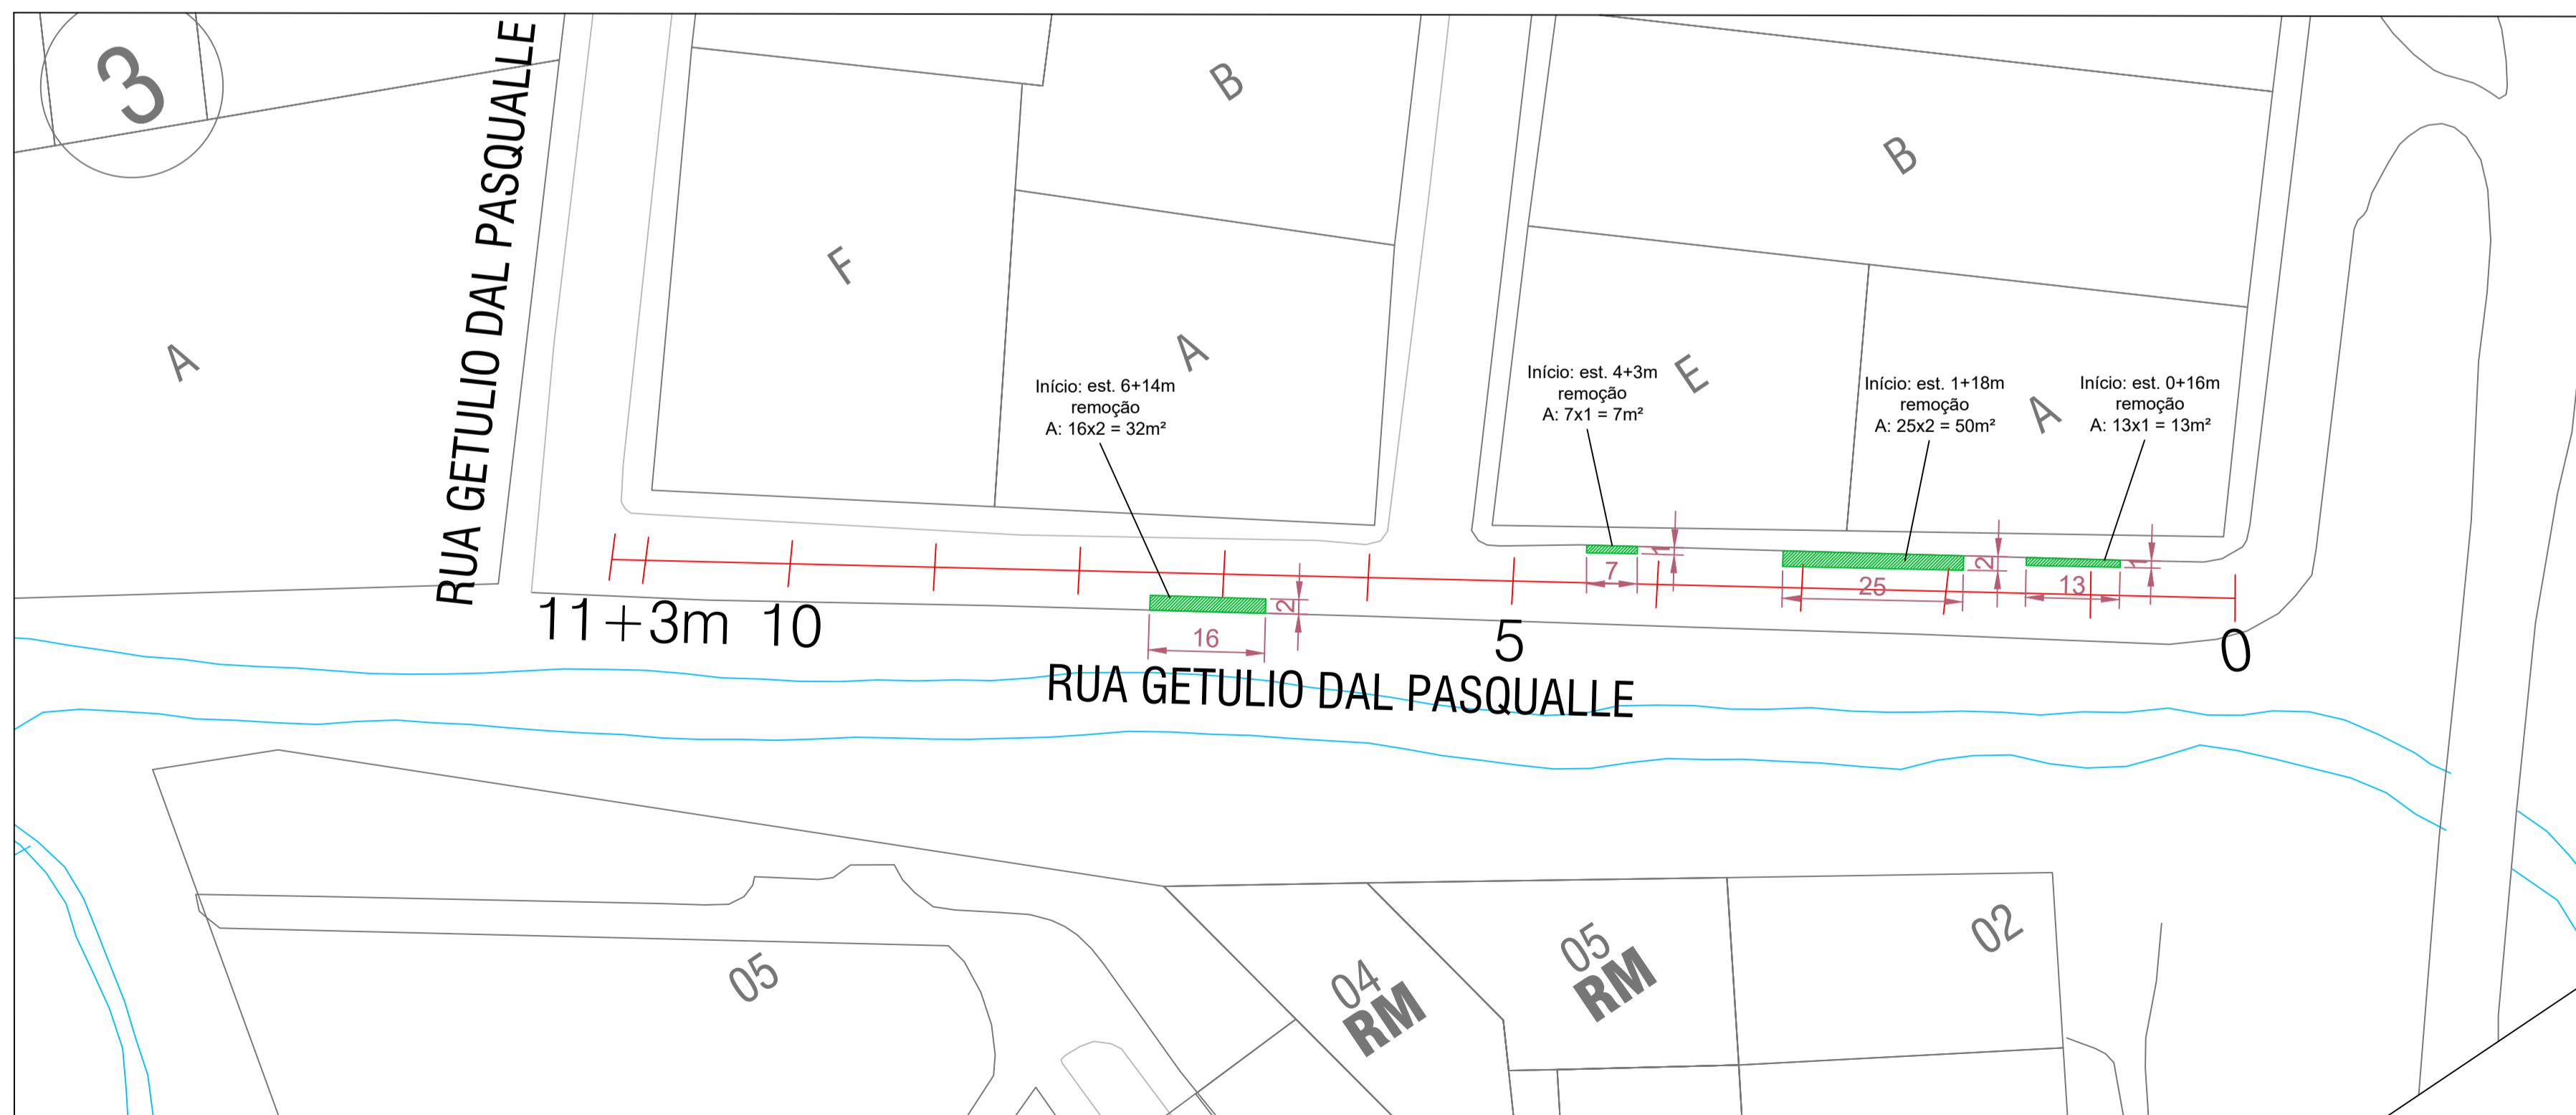 3
RUA GETULIO DAL PASQUALLE
A
F
B
A
B
E
A
Início: est. 6+14m
remoção
A: 16x2 = 32m²
Início: est. 4+3m
remoção
A: 7x1 = 7m²
Início: est. 1+18m
remoção
A: 25x2 = 50m²
Início: est. 0+16m
remoção
A: 13x1 = 13m²
16
2
7
1
25
2
13
1
11+3m
10
5
0
RUA GETULIO DAL PASQUALLE
05
04
RM
05
RM
02